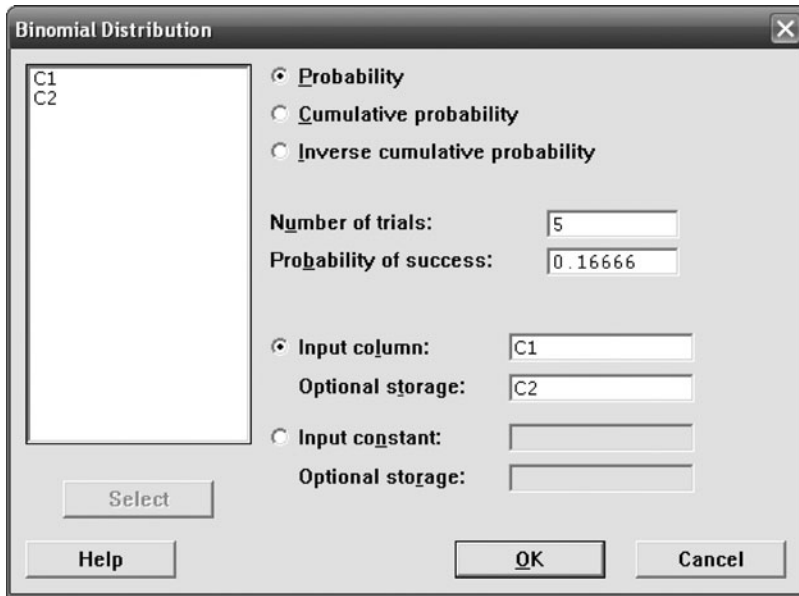 Binomial Distribution
C1
C2
Probability
Cumulative probability
Inverse cumulative probability
Number of trials: 5
Probability of success: 0.16666
Input column: C1
Optional storage: C2
Input constant:
Optional storage:
Select
Help
OK
Cancel